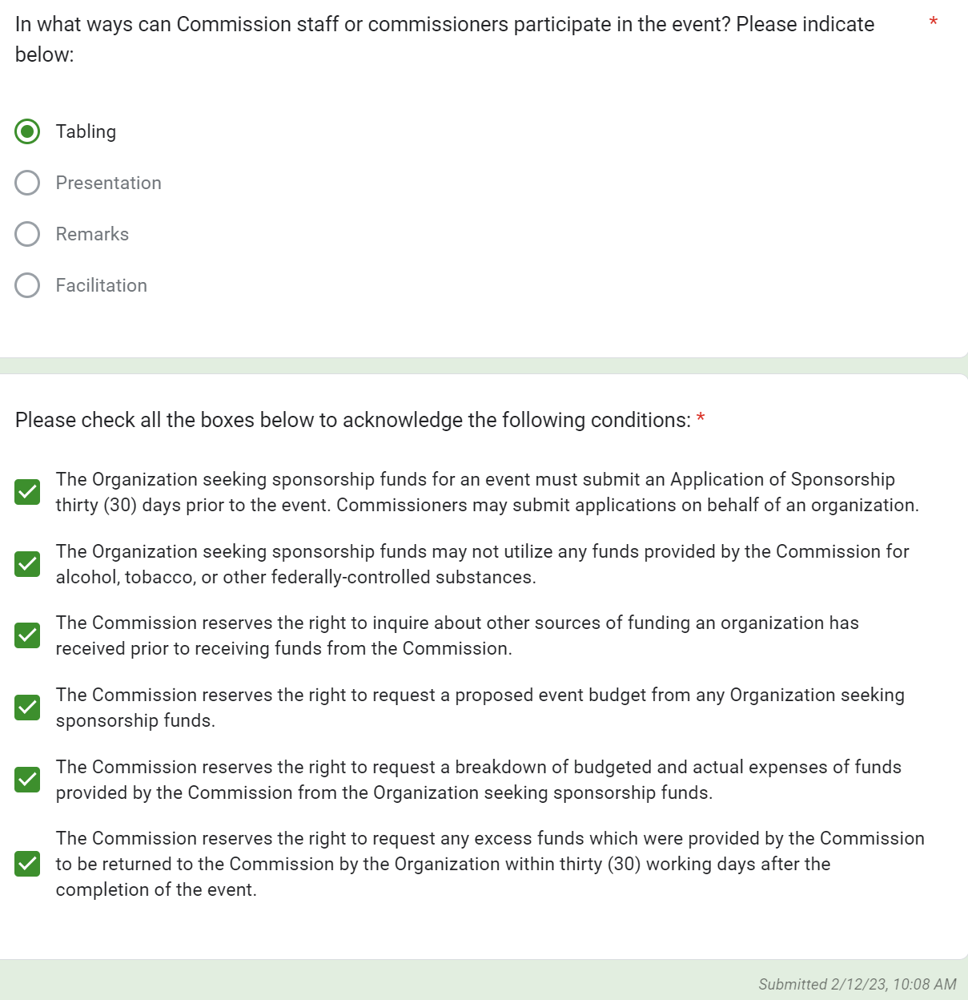 In what ways can Commission staff or commissioners participate in the event? Please indicate *
below:
Tabling
Presentation
Remarks
Facilitation
Please check all the boxes below to acknowledge the following conditions: *
The Organization seeking sponsorship funds for an event must submit an Application of Sponsorship
thirty (30) days prior to the event. Commissioners may submit applications on behalf of an organization.
The Organization seeking sponsorship funds may not utilize any funds provided by the Commission for
alcohol, tobacco, or other federally-controlled substances.
The Commission reserves the right to inquire about other sources of funding an organization has
received prior to receiving funds from the Commission.
The Commission reserves the right to request a proposed event budget from any Organization seeking
sponsorship funds.
The Commission reserves the right to request a breakdown of budgeted and actual expenses of funds
provided by the Commission from the Organization seeking sponsorship funds.
The Commission reserves the right to request any excess funds which were provided by the Commission
to be returned to the Commission by the Organization within thirty (30) working days after the
completion of the event.
Submitted 2/12/23, 10:08 AM